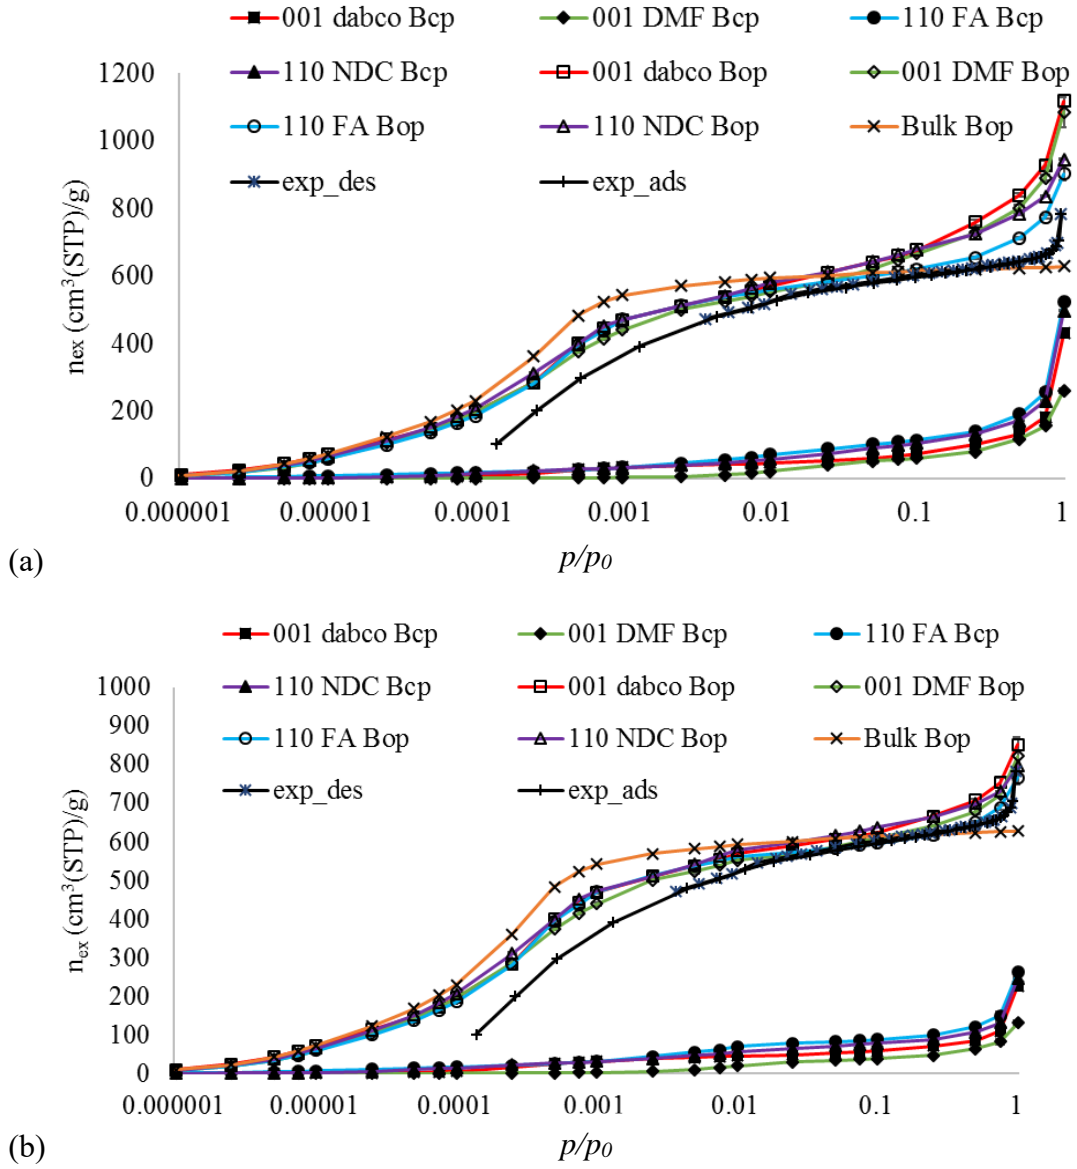 001 dabco Bcp 001 DMF Bcp 110 FA Bcp
110 NDC Bcp 001 dabco Bop 001 DMF Bop
110 FA Bop 110 NDC Bop Bulk Bop
exp_des exp_ads
1200
1000
800
600
400
200
0
nex (cm³(STP)/g)
0.000001 0.00001 0.0001 0.001 0.01 0.1 1
p/p₀
(a)
001 dabco Bcp 001 DMF Bcp 110 FA Bcp
110 NDC Bcp 001 dabco Bop 001 DMF Bop
110 FA Bop 110 NDC Bop Bulk Bop
exp_des exp_ads
1000
900
800
700
600
500
400
300
200
100
0
nₑₓ (cm³(STP)/g)
0.000001 0.00001 0.0001 0.001 0.01 0.1 1
p/p₀
(b)